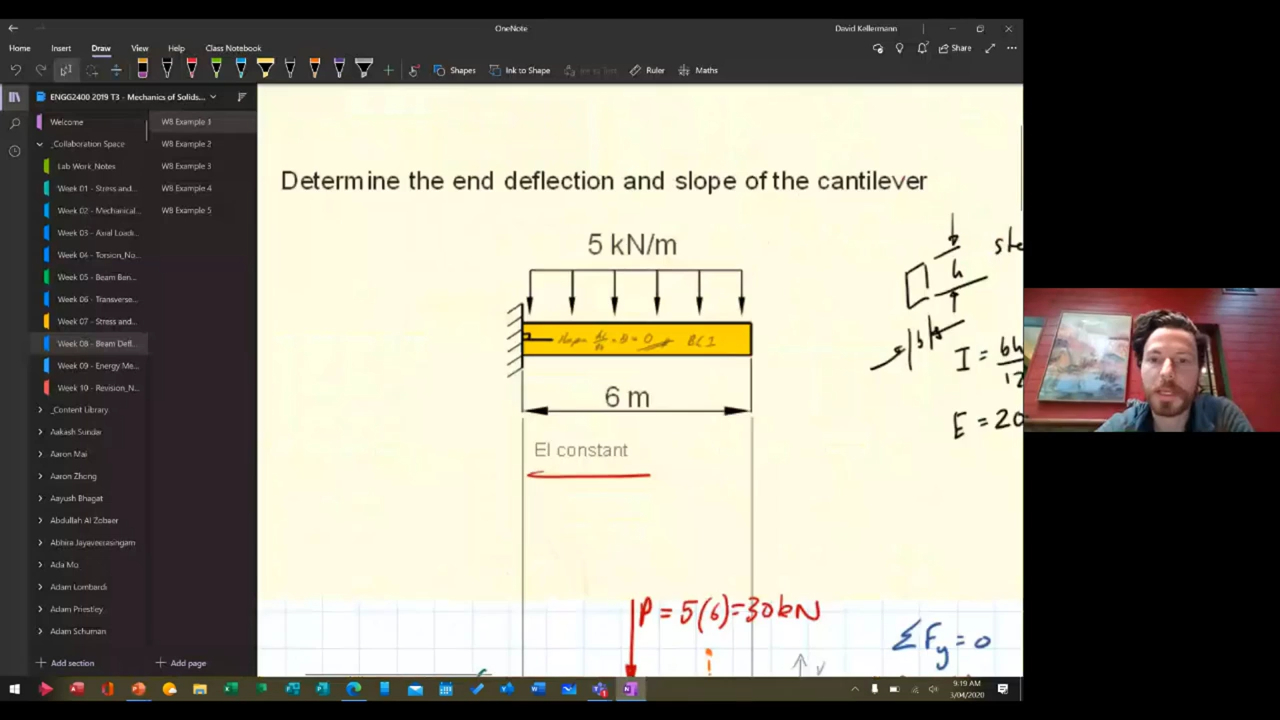 OneNote
David Kellermann
Home Insert Draw View Help Class Notebook
Share
Shapes Ink to Shape Ruler Maths
ENGG2400 2019 T3 - Mechanics of Solids...
Welcome
_Collaboration Space
Lab Work_Notes
Week 01 - Stress and...
Week 02 - Mechanical...
Week 03 - Axial Loadi...
Week 04 - Torsion_No...
Week 05 - Beam Ben...
Week 06 - Transverse...
Week 07 - Stress and...
Week 08 - Beam Defl...
Week 09 - Energy Me...
Week 10 - Revision_N...
_Content Library
Aakash Sundar
Aaron Mai
Aaron Zhong
Aayush Bhagat
Abdullah Al Zobaer
Abhira Jayaveerasingam
Ada Mo
Adam Lombardi
Adam Priestley
Adam Schuman
Add section
W8 Example 1
W8 Example 2
W8 Example 3
W8 Example 4
W8 Example 5
Add page
Determine the end deflection and slope of the cantilever
5 kN/m
BC I
6 m
EI constant
P = 5(6) = 30kN
h
b
I = bh
12
E = 20
ΣFy = 0
v
9:19 AM
3/04/2020